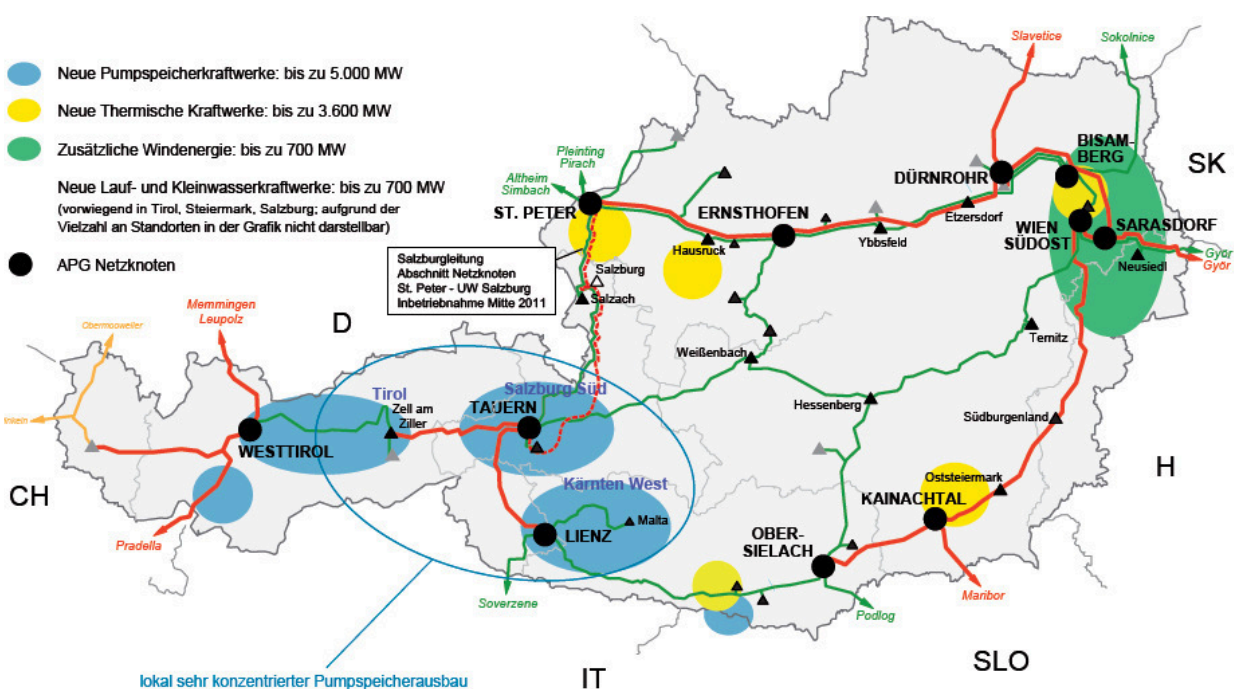 Neue Pumpspeicherkraftwerke: bis zu 5.000 MW
Neue Thermische Kraftwerke: bis zu 3.600 MW
Zusätzliche Windenergie: bis zu 700 MW
Neue Lauf- und Kleinwasserkraftwerke: bis zu 700 MW
(vorwiegend in Tirol, Steiermark, Salzburg; aufgrund der
Vielzahl an Standorten in der Grafik nicht darstellbar)
APG Netzknoten
Slavetice
Sokolnice
SK
Pleinting
Pirach
Altheim
Simbach
ST. PETER
BISAM-
BERG
DÜRNROHR
ERNSTHOFEN
Etzersdorf
Ybbsfeld
Hausruck
WIEN
SÜDOST
SARASDORF
Neusiedl
Györ
Györ
Salzburgleitung
Abschnitt Netzknoten
St. Peter - UW Salzburg
Inbetriebnahme Mitte 2011
Salzburg
Salzach
Memmingen
Leupolz
D
Obermooweiler
Weißenbach
Ternitz
Tirol
Zell am
Ziller
Salzburg Süd
TAUERN
Hessenberg
Südburgenland
WESTTIROL
CH
Pradella
Kärnten West
Malta
LIENZ
H
Oststeiermark
KAINACHTAL
OBER-
SIELACH
Soverzene
Podlog
Maribor
SLO
IT
lokal sehr konzentrierter Pumpspeicherausbau